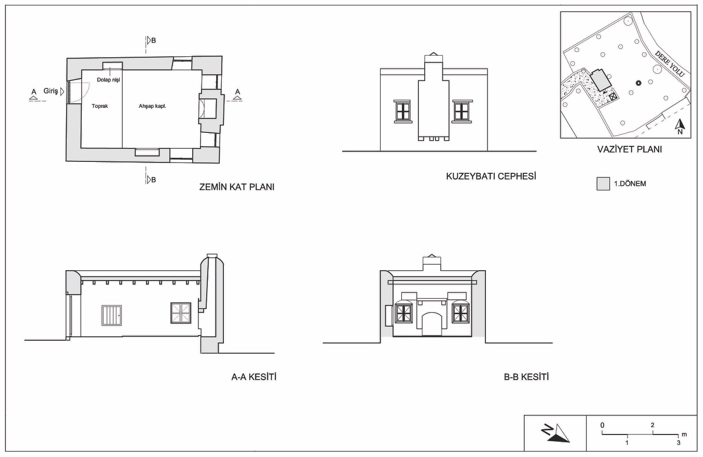 B
Dolap nişi
Giriş
A
Toprak
Ahşap kapl.
A
B
ZEMİN KAT PLANI
KUZEYBATI CEPHESİ
DEKE YOLU
N
VAZİYET PLANI
1.DÖNEM
A-A KESİTİ
B-B KESİTİ
N
0 2
1 3 m